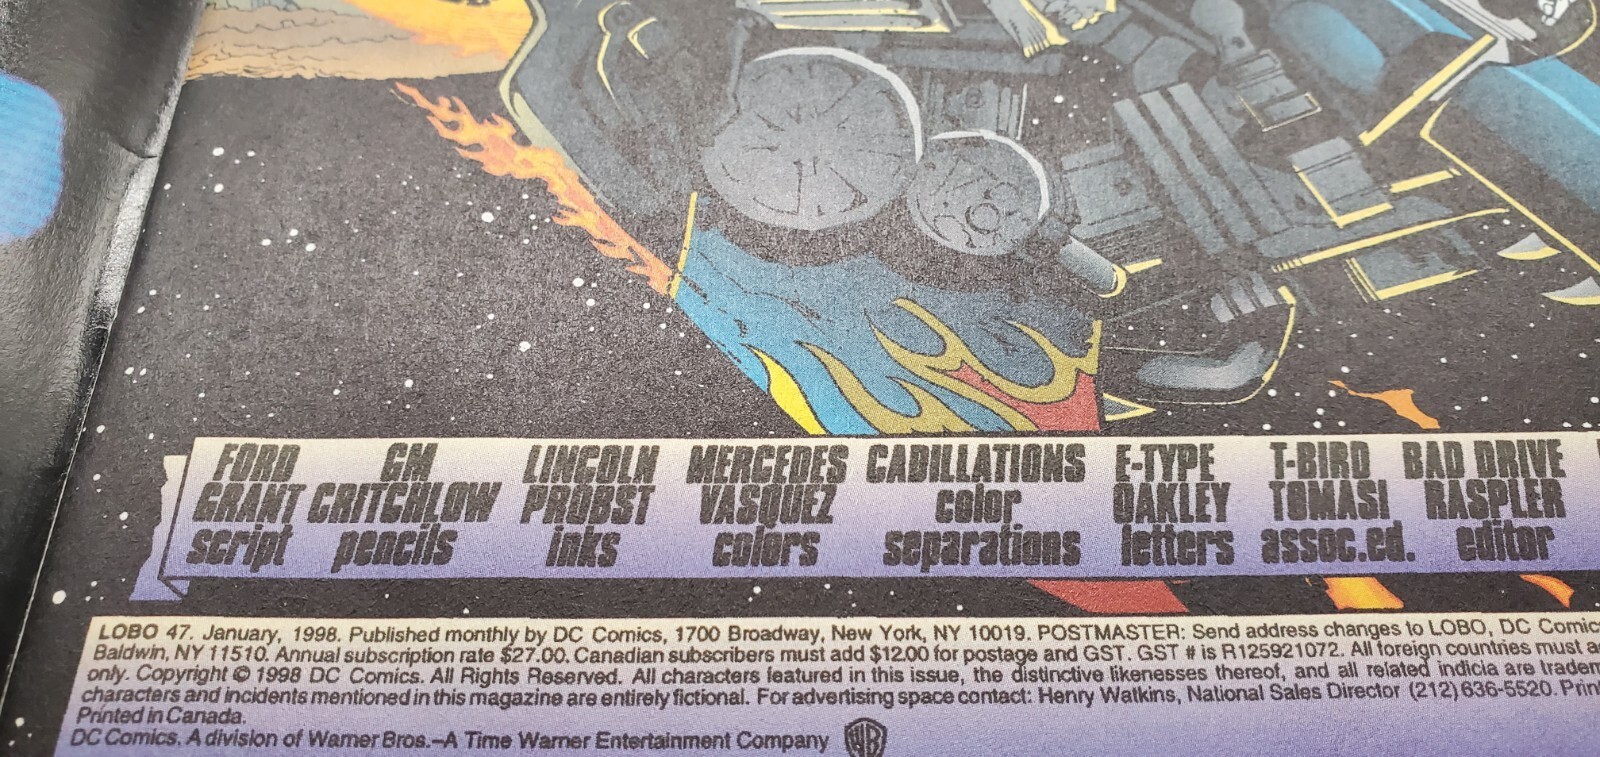 FORD GM LINCOLN MERCEDES CADILLATIONS E-TYPE T-BIRD BAD DRIVE
GRANT CRITCHLOW PROBST VASQUEZ color OAKLEY TOMASI RASPLER
script pencils inks colors separations letters assoc.ed. editor
LOBO 47. January, 1998. Published monthly by DC Comics, 1700 Broadway, New York, NY 10019. POSTMASTER: Send address changes to LOBO, DC Comic
Baldwin, NY 11510. Annual subscription rate $27.00. Canadian subscribers must add $12.00 for postage and GST. GST # is R125921072. All foreign countries must a
only. Copyright © 1998 DC Comics. All Rights Reserved. All characters featured in this issue, the distinctive likenesses thereof, and all related indicia are tradem
characters and incidents mentioned in this magazine are entirely fictional. For advertising space contact: Henry Watkins, National Sales Director (212) 636-5520. Prin
Printed in Canada.
DC Comics. A division of Warner Bros.–A Time Warner Entertainment Company WB